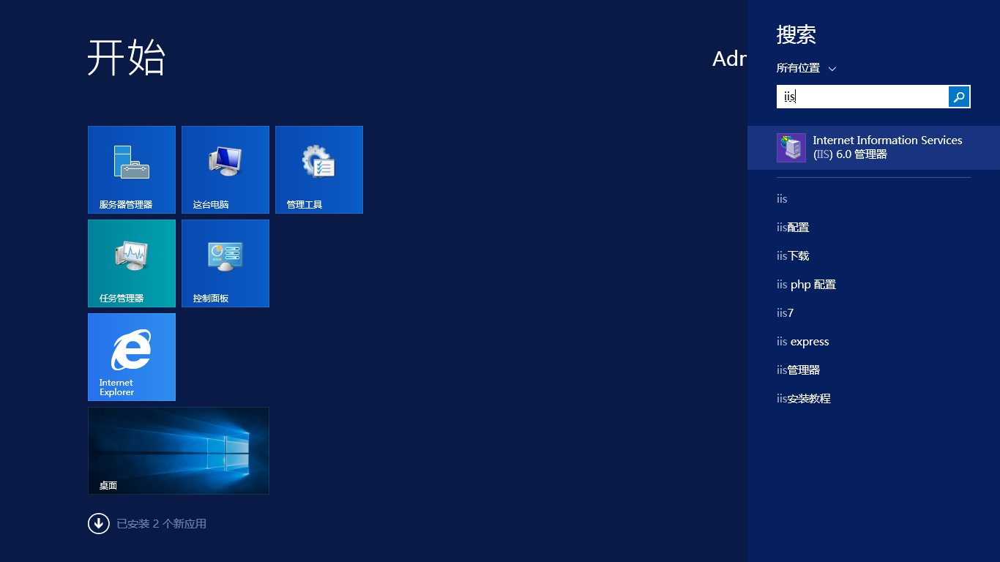 开始
Adr
服务器管理器
这台电脑
管理工具
任务管理器
控制面板
Internet
Explorer
桌面
已安装 2 个新应用
搜索
所有位置
iis
Internet Information Services
(IIS) 6.0 管理器
iis
iis配置
iis下载
iis php 配置
iis7
iis express
iis管理器
iis安装教程